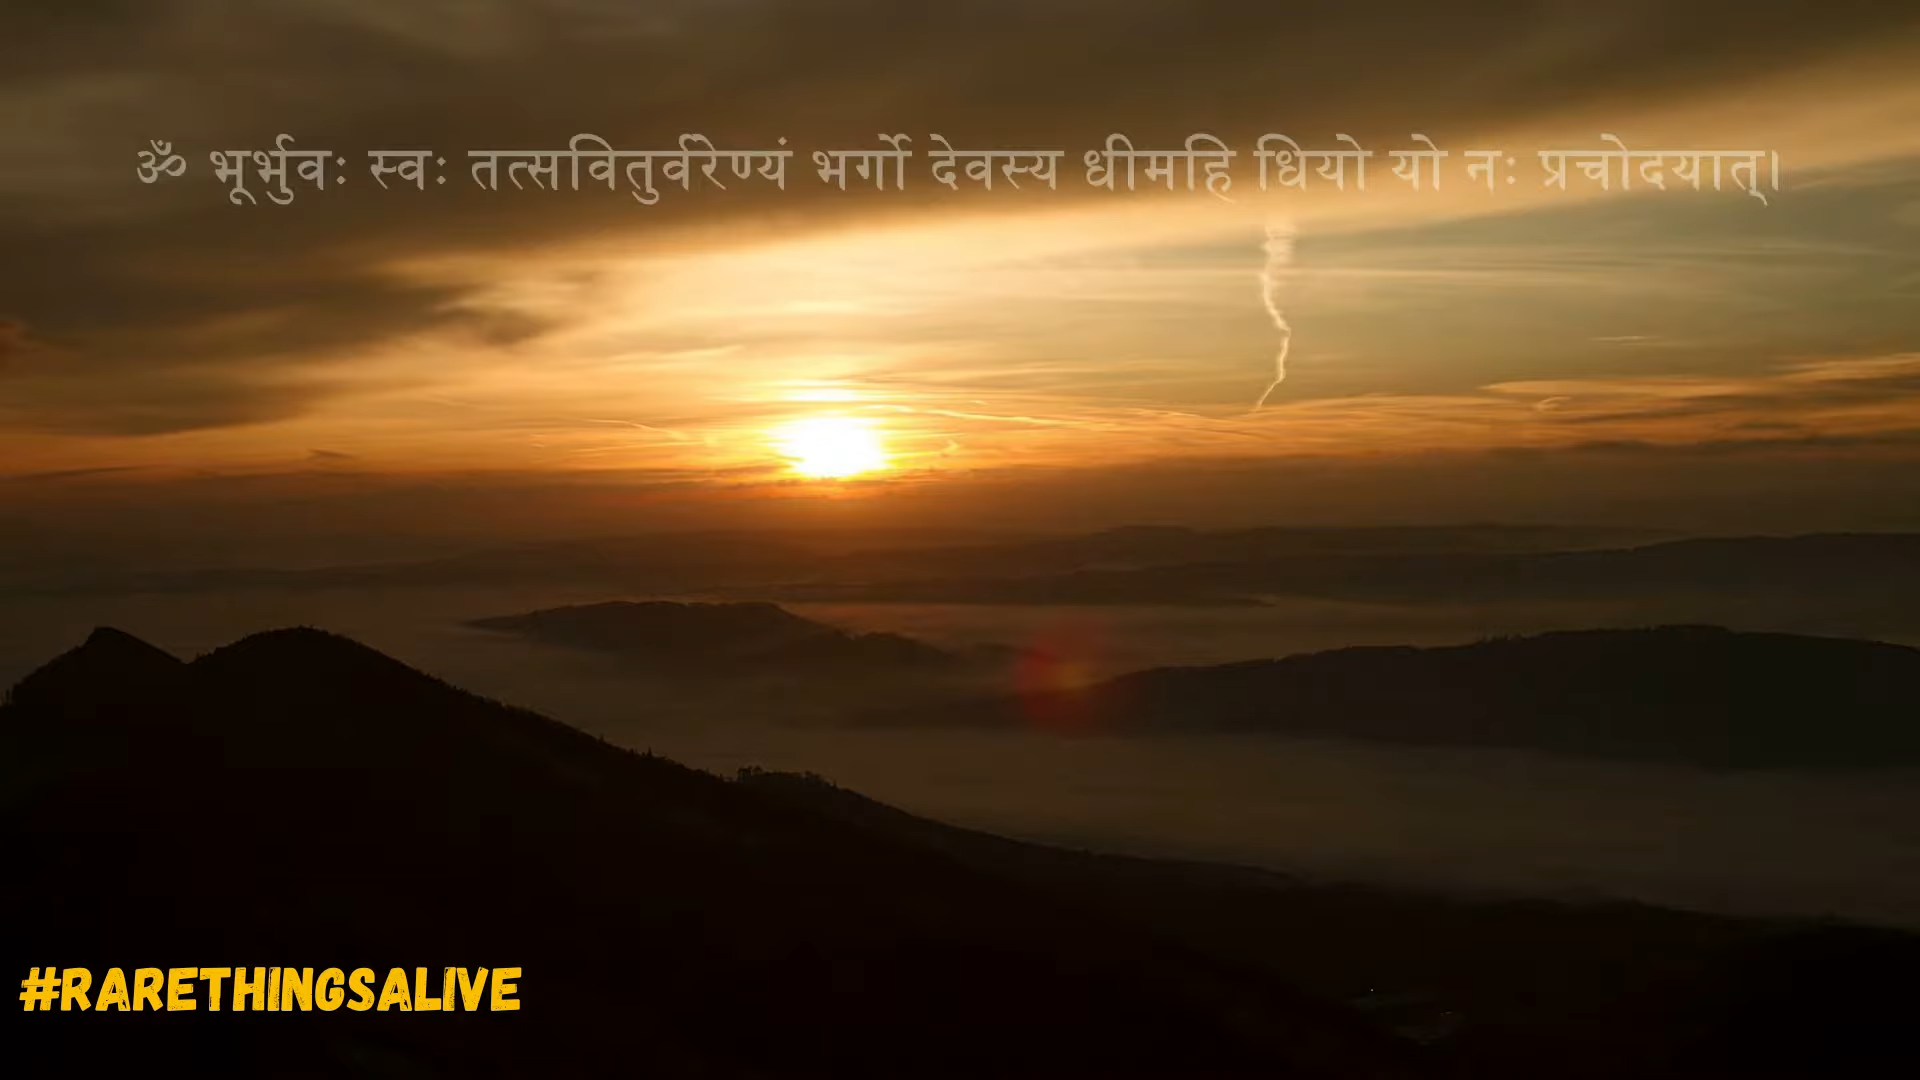 ॐ भूर्भुवः स्वः तत्सवितुर्वरेण्यं भर्गो देवस्य धीमहि धियो यो नः प्रचोदयात्।
#RARETHINGSALIVE